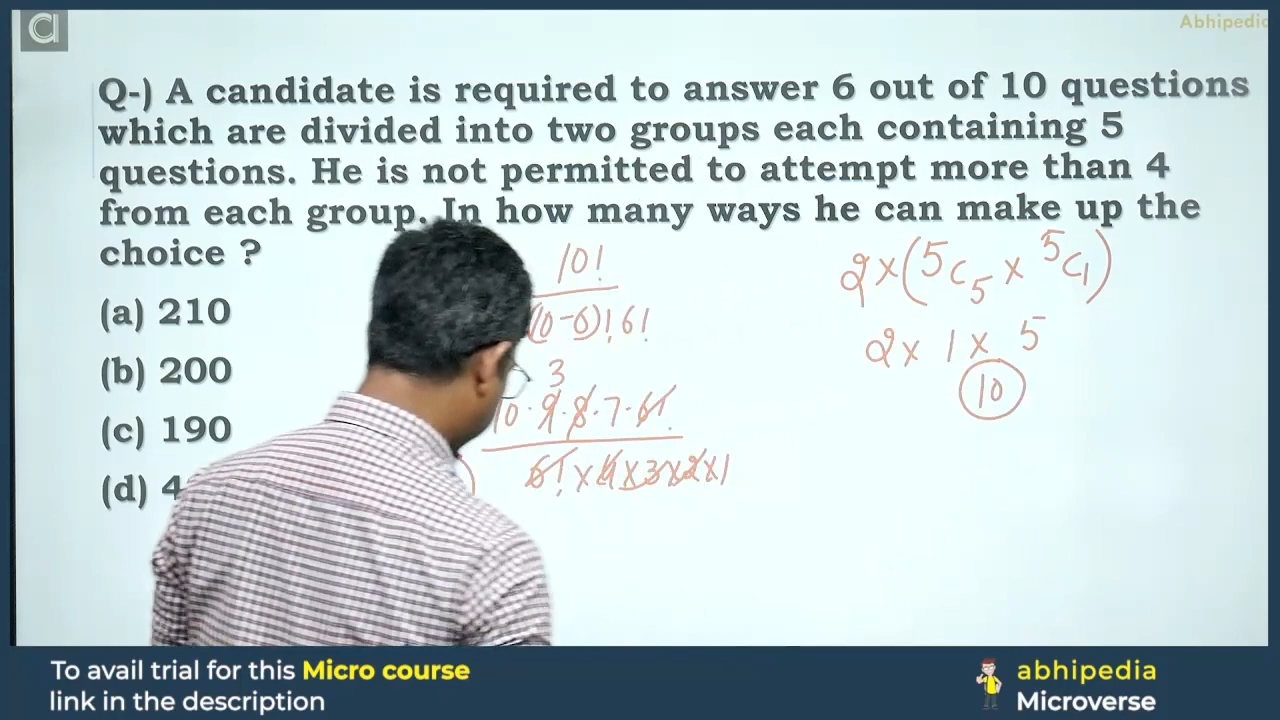 Abhipedia
Q-) A candidate is required to answer 6 out of 10 questions
which are divided into two groups each containing 5
questions. He is not permitted to attempt more than 4
from each group. In how many ways he can make up the
choice ?
(a) 210
(b) 200
(c) 190
(d) 4
10!
(10-6)! 6!
3
10·9·8·7·6!
6!×4×3×2×1
2×(5C5 × 5C1)
2× 1× 5
10
To avail trial for this Micro course
link in the description
abhipedia
Microverse